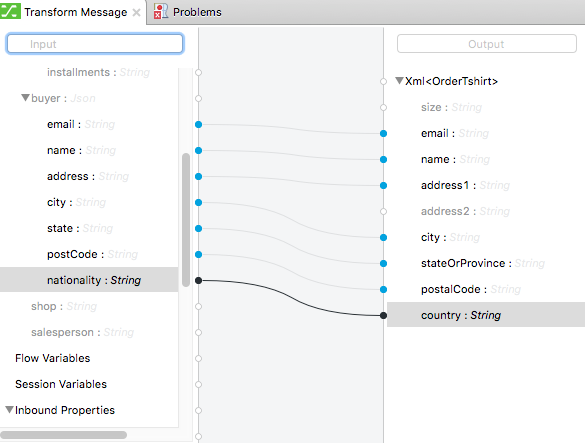 Transform Message
Problems
Input
installments : String
buyer : Json
email : String
name : String
address : String
city : String
state : String
postCode : String
nationality : String
shop : String
salesperson : String
Flow Variables
Session Variables
Inbound Properties
Output
Xml<OrderTshirt>
size : String
email : String
name : String
address1 : String
address2 : String
city : String
stateOrProvince : String
postalCode : String
country : String